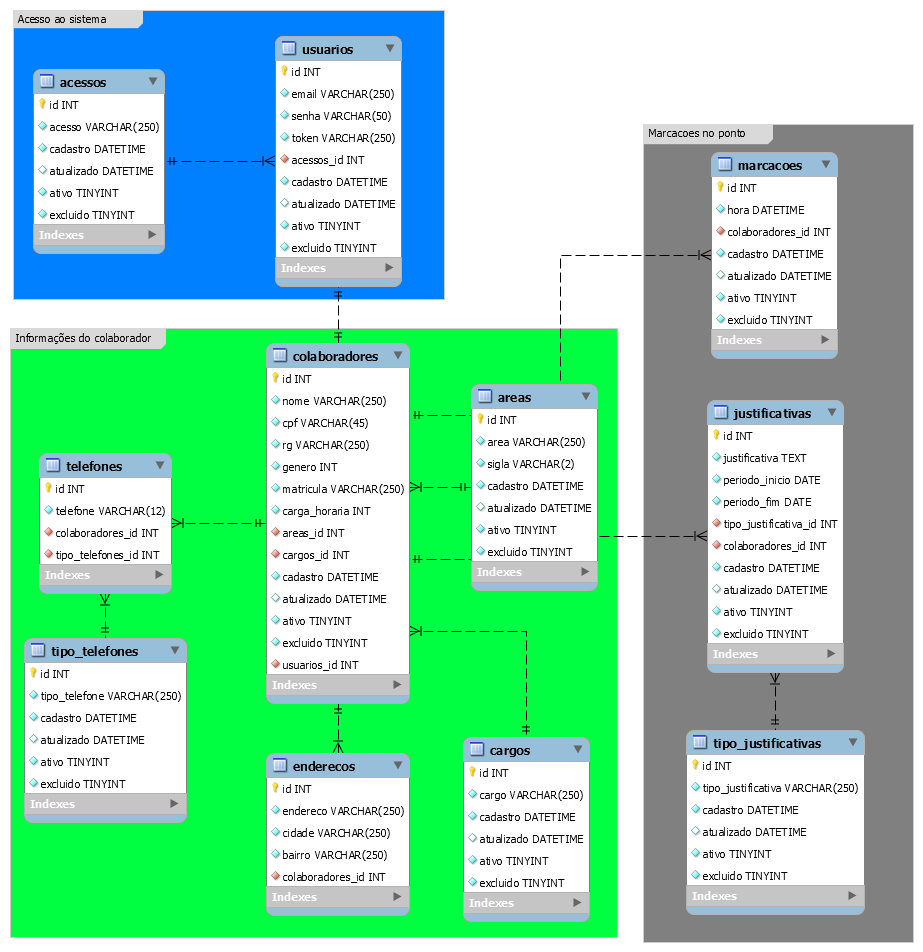 Acesso ao sistema
acessos
id INT
acesso VARCHAR(250)
cadastro DATETIME
atualizado DATETIME
ativo TINYINT
excluido TINYINT
Indexes
usuarios
id INT
email VARCHAR(250)
senha VARCHAR(50)
token VARCHAR(250)
acessos_id INT
cadastro DATETIME
atualizado DATETIME
ativo TINYINT
excluido TINYINT
Indexes
Marcacoes no ponto
marcacoes
id INT
hora DATETIME
colaboradores_id INT
cadastro DATETIME
atualizado DATETIME
ativo TINYINT
excluido TINYINT
Indexes
justificativas
id INT
justificativa TEXT
periodo_inicio DATE
periodo_fim DATE
tipo_justificativa_id INT
colaboradores_id INT
cadastro DATETIME
atualizado DATETIME
ativo TINYINT
excluido TINYINT
Indexes
tipo_justificativas
id INT
tipo_justificativa VARCHAR(250)
cadastro DATETIME
atualizado DATETIME
ativo TINYINT
excluido TINYINT
Indexes
Informações do colaborador
colaboradores
id INT
nome VARCHAR(250)
cpf VARCHAR(45)
rg VARCHAR(250)
genero INT
matricula VARCHAR(250)
carga_horaria INT
areas_id INT
cargos_id INT
cadastro DATETIME
atualizado DATETIME
ativo TINYINT
excluido TINYINT
usuarios_id INT
Indexes
areas
id INT
area VARCHAR(250)
sigla VARCHAR(2)
cadastro DATETIME
atualizado DATETIME
ativo TINYINT
excluido TINYINT
Indexes
telefones
id INT
telefone VARCHAR(12)
colaboradores_id INT
tipo_telefones_id INT
Indexes
tipo_telefones
id INT
tipo_telefone VARCHAR(250)
cadastro DATETIME
atualizado DATETIME
ativo TINYINT
excluido TINYINT
Indexes
enderecos
id INT
endereco VARCHAR(250)
cidade VARCHAR(250)
bairro VARCHAR(250)
colaboradores_id INT
Indexes
cargos
id INT
cargo VARCHAR(250)
cadastro DATETIME
atualizado DATETIME
ativo TINYINT
excluido TINYINT
Indexes